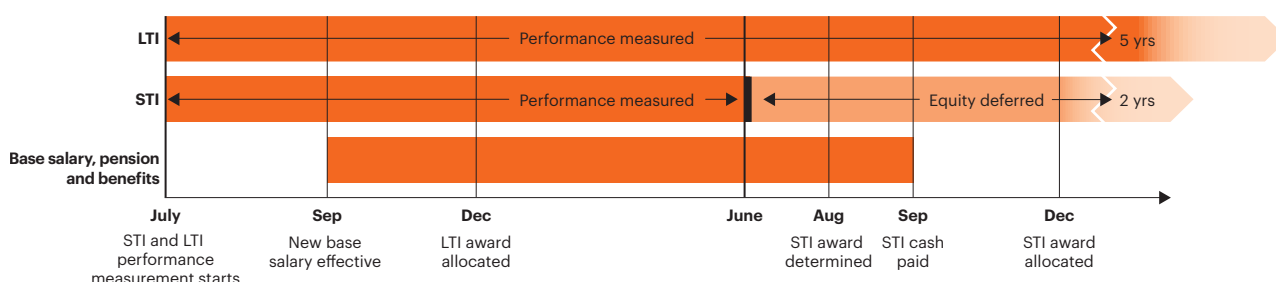 LTI
Performance measured
5 yrs
STI
Performance measured
Equity deferred
2 yrs
Base salary, pension
and benefits
July
Sep
Dec
June
Aug
Sep
Dec
STI and LTI
performance
measurement starts
New base
salary effective
LTI award
allocated
STI award
determined
STI cash
paid
STI award
allocated